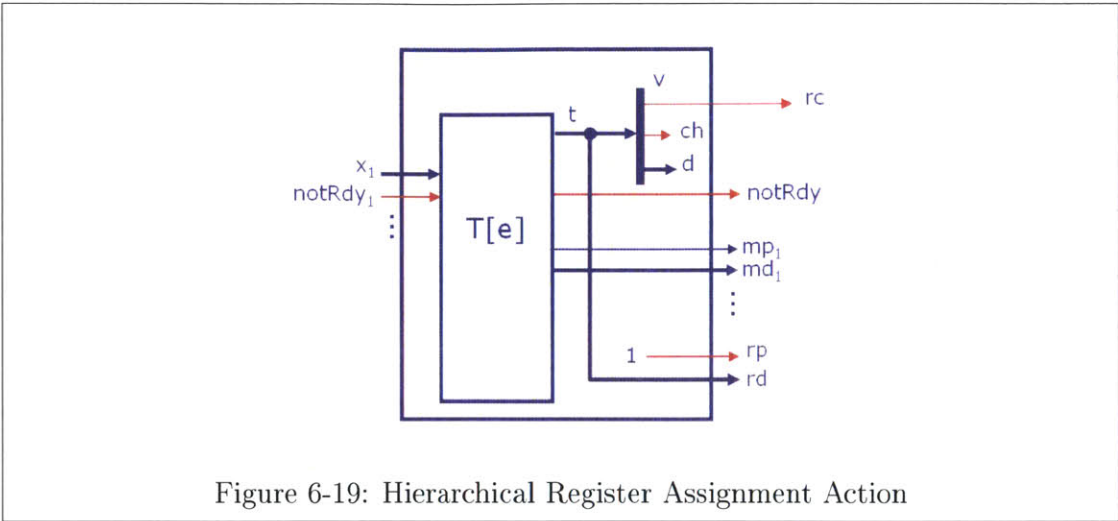 v
rc
t
ch
x₁
d
notRdy₁
notRdy
⋮
T[e]
mp₁
md₁
⋮
1
rp
rd
Figure 6-19: Hierarchical Register Assignment Action